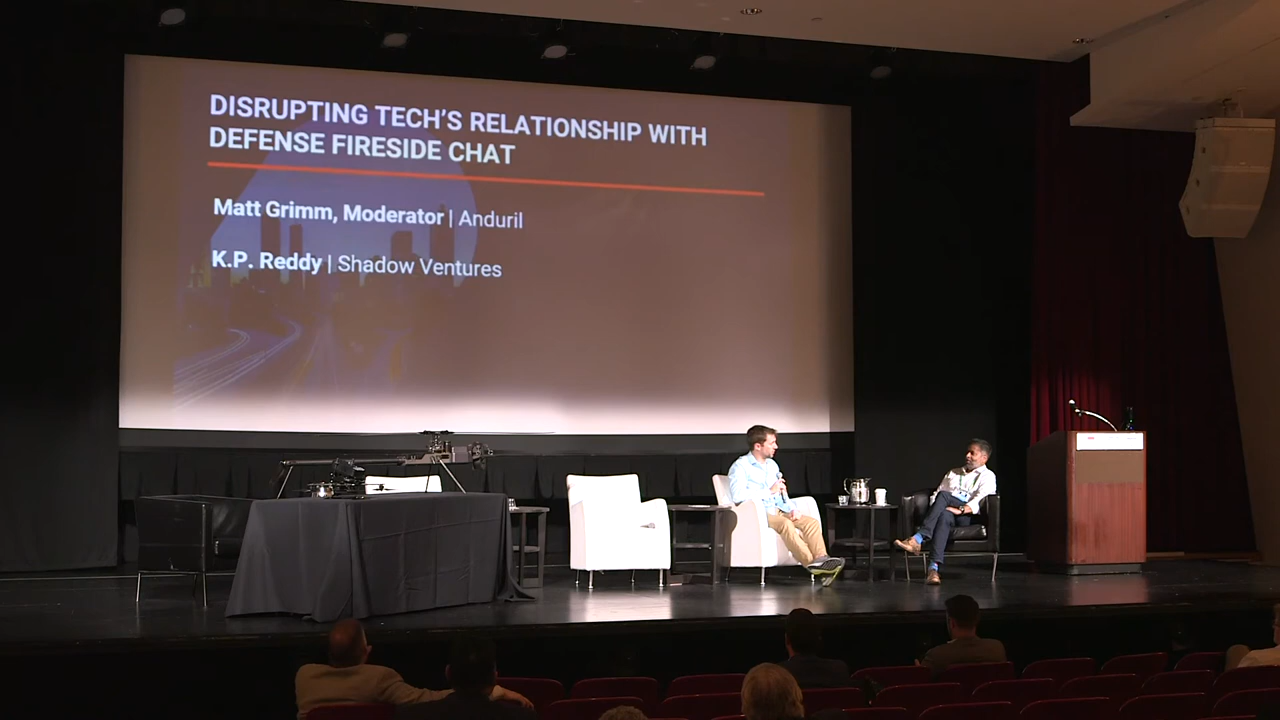 DISRUPTING TECH'S RELATIONSHIP WITH
DEFENSE FIRESIDE CHAT
Matt Grimm, Moderator | Anduril
K.P. Reddy | Shadow Ventures